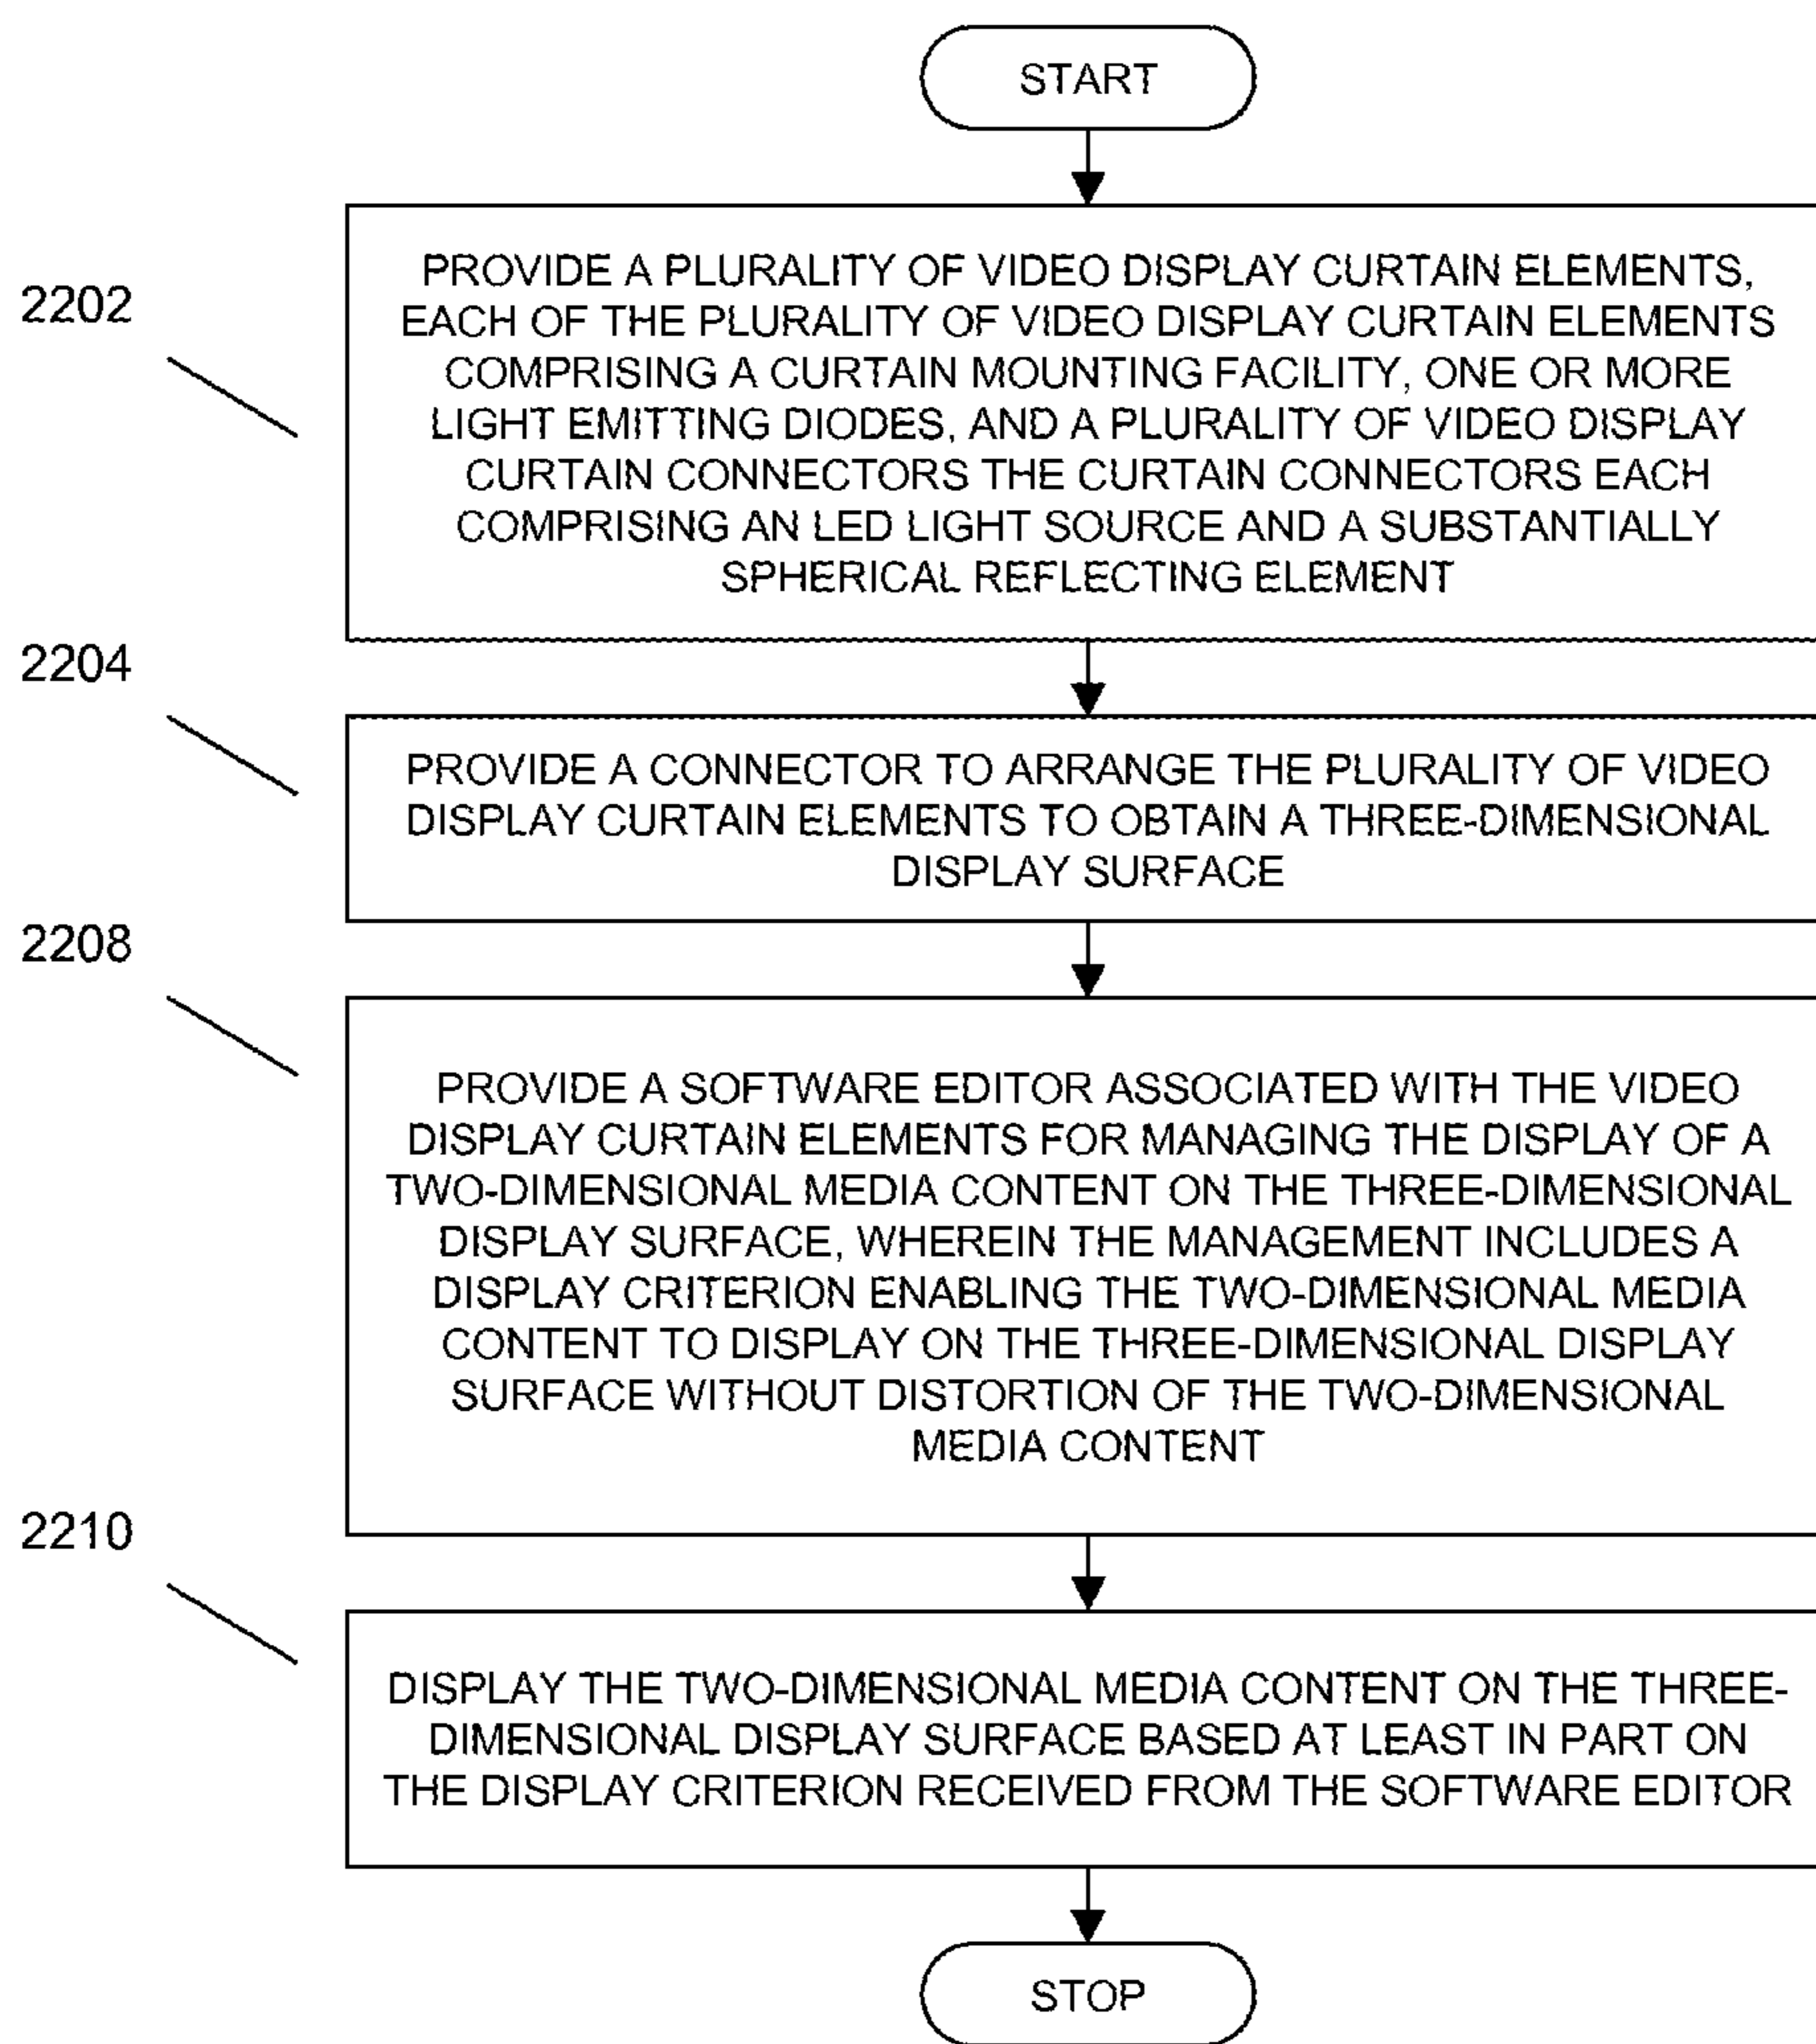 START
2202
PROVIDE A PLURALITY OF VIDEO DISPLAY CURTAIN ELEMENTS,
EACH OF THE PLURALITY OF VIDEO DISPLAY CURTAIN ELEMENTS
COMPRISING A CURTAIN MOUNTING FACILITY, ONE OR MORE
LIGHT EMITTING DIODES, AND A PLURALITY OF VIDEO DISPLAY
CURTAIN CONNECTORS THE CURTAIN CONNECTORS EACH
COMPRISING AN LED LIGHT SOURCE AND A SUBSTANTIALLY
SPHERICAL REFLECTING ELEMENT
2204
PROVIDE A CONNECTOR TO ARRANGE THE PLURALITY OF VIDEO
DISPLAY CURTAIN ELEMENTS TO OBTAIN A THREE-DIMENSIONAL
DISPLAY SURFACE
2208
PROVIDE A SOFTWARE EDITOR ASSOCIATED WITH THE VIDEO
DISPLAY CURTAIN ELEMENTS FOR MANAGING THE DISPLAY OF A
TWO-DIMENSIONAL MEDIA CONTENT ON THE THREE-DIMENSIONAL
DISPLAY SURFACE, WHEREIN THE MANAGEMENT INCLUDES A
DISPLAY CRITERION ENABLING THE TWO-DIMENSIONAL MEDIA
CONTENT TO DISPLAY ON THE THREE-DIMENSIONAL DISPLAY
SURFACE WITHOUT DISTORTION OF THE TWO-DIMENSIONAL
MEDIA CONTENT
2210
DISPLAY THE TWO-DIMENSIONAL MEDIA CONTENT ON THE THREE-
DIMENSIONAL DISPLAY SURFACE BASED AT LEAST IN PART ON
THE DISPLAY CRITERION RECEIVED FROM THE SOFTWARE EDITOR
STOP